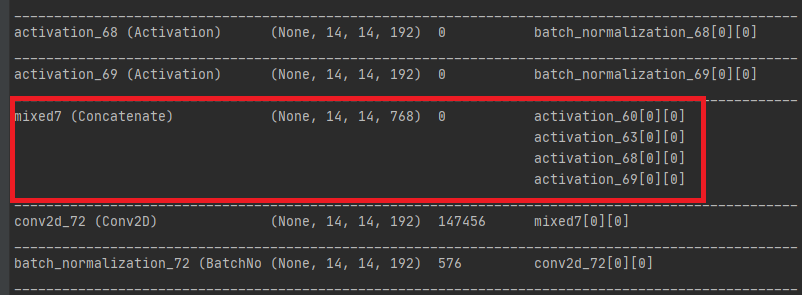 activation_68 (Activation) (None, 14, 14, 192) 0 batch_normalization_68[0][0]
activation_69 (Activation) (None, 14, 14, 192) 0 batch_normalization_69[0][0]
mixed7 (Concatenate) (None, 14, 14, 768) 0 activation_60[0][0]
activation_63[0][0]
activation_68[0][0]
activation_69[0][0]
conv2d_72 (Conv2D) (None, 14, 14, 192) 147456 mixed7[0][0]
batch_normalization_72 (BatchNo (None, 14, 14, 192) 576 conv2d_72[0][0]